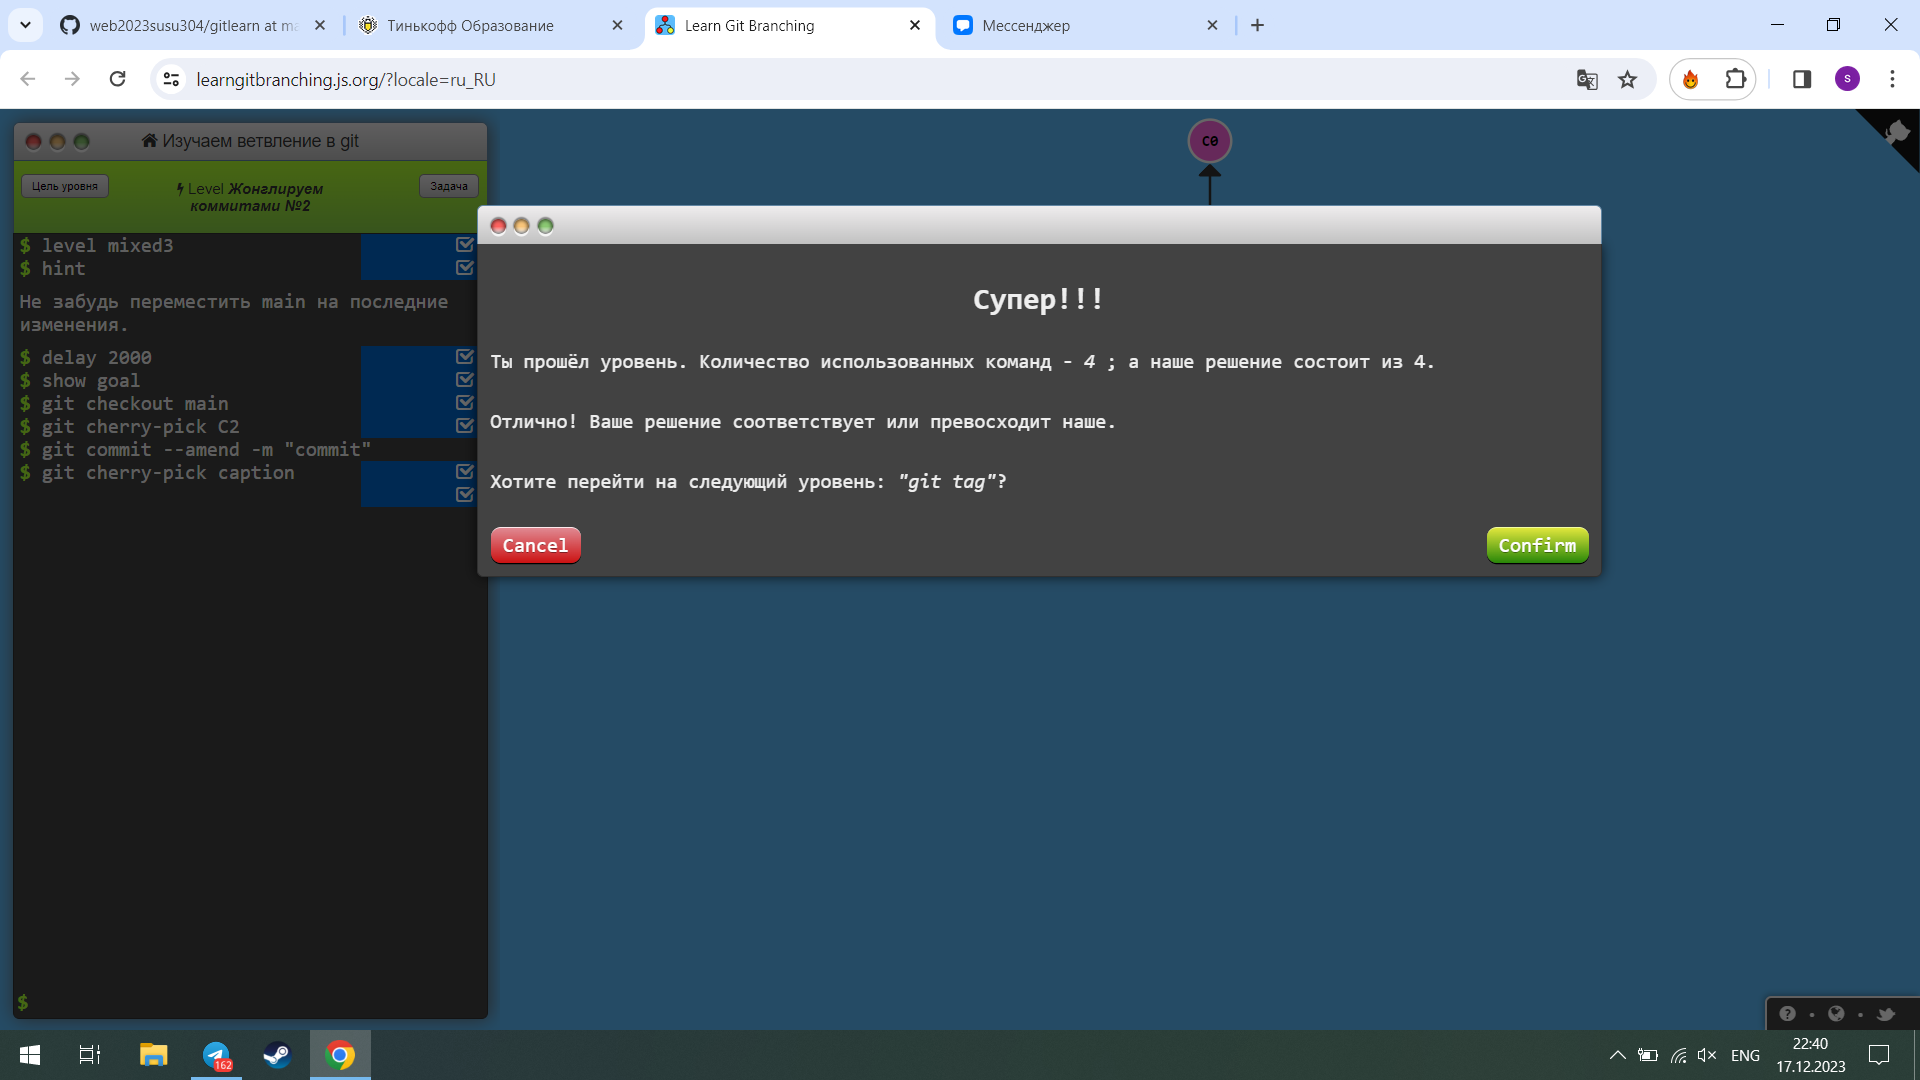 web2023susu304/gitlearn at ma
Тинькофф Образование
Learn Git Branching
Мессенджер
learngitbranching.js.org/?locale=ru_RU
S
Изучаем ветвление в git
Цель уровня
Level Жонглируем
коммитами №2
Задача
$ level mixed3
$ hint
Не забудь переместить main на последние
изменения.
$ delay 2000
$ show goal
$ git checkout main
$ git cherry-pick C2
$ git commit --amend -m "commit"
$ git cherry-pick caption
$
C0
Супер!!!
Ты прошёл уровень. Количество использованных команд - 4 ; а наше решение состоит из 4.
Отлично! Ваше решение соответствует или превосходит наше.
Хотите перейти на следующий уровень: "git tag"?
Cancel
Confirm
162
ENG
22:40
17.12.2023